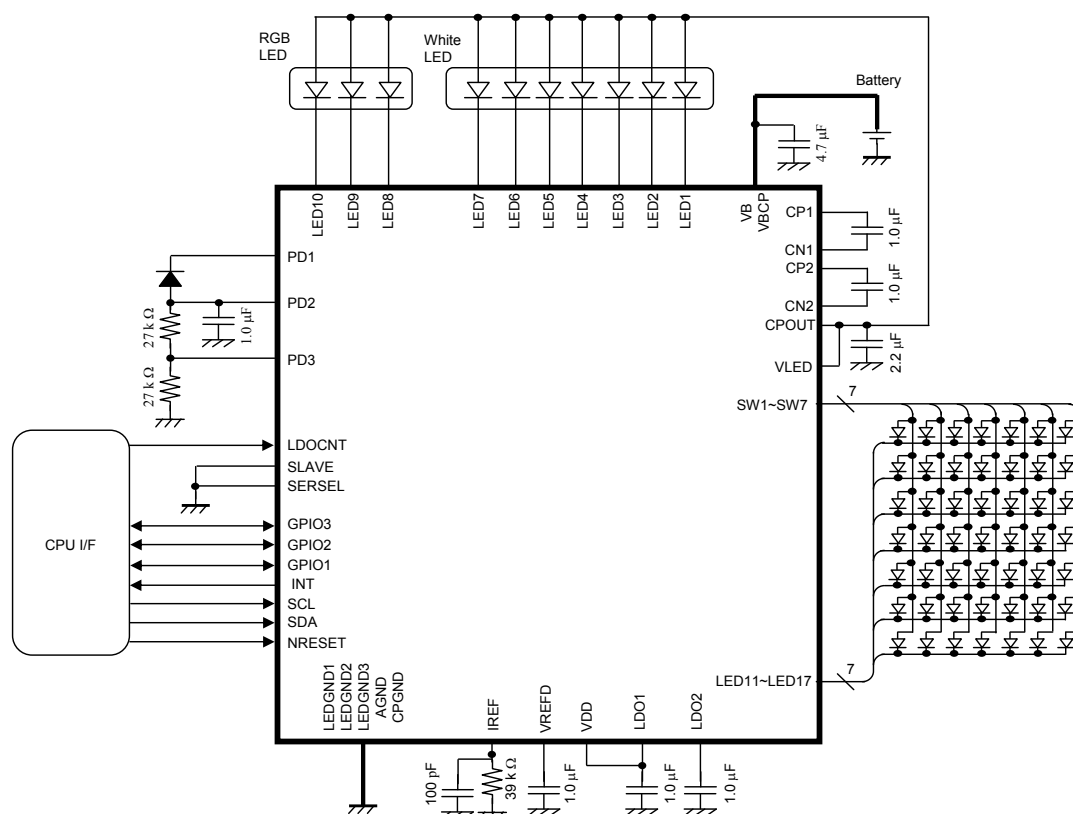 RGB
LED
White
LED
Battery
4.7 µF
LED10
LED9
LED8
LED7
LED6
LED5
LED4
LED3
LED2
LED1
VB
VBCP
CP1
1.0 µF
CN1
CP2
1.0 µF
CN2
CPOUT
2.2 µF
VLED
PD1
PD2
27 k Ω
1.0 µF
PD3
27 k Ω
SW1~SW7
7
LDOCNT
SLAVE
SERSEL
CPU I/F
GPIO3
GPIO2
GPIO1
INT
SCL
SDA
NRESET
LED11~LED17
7
LEDGND1
LEDGND2
LEDGND3
AGND
CPGND
IREF
VREFD
VDD
LDO1
LDO2
100 pF
39 k Ω
1.0 µF
1.0 µF
1.0 µF